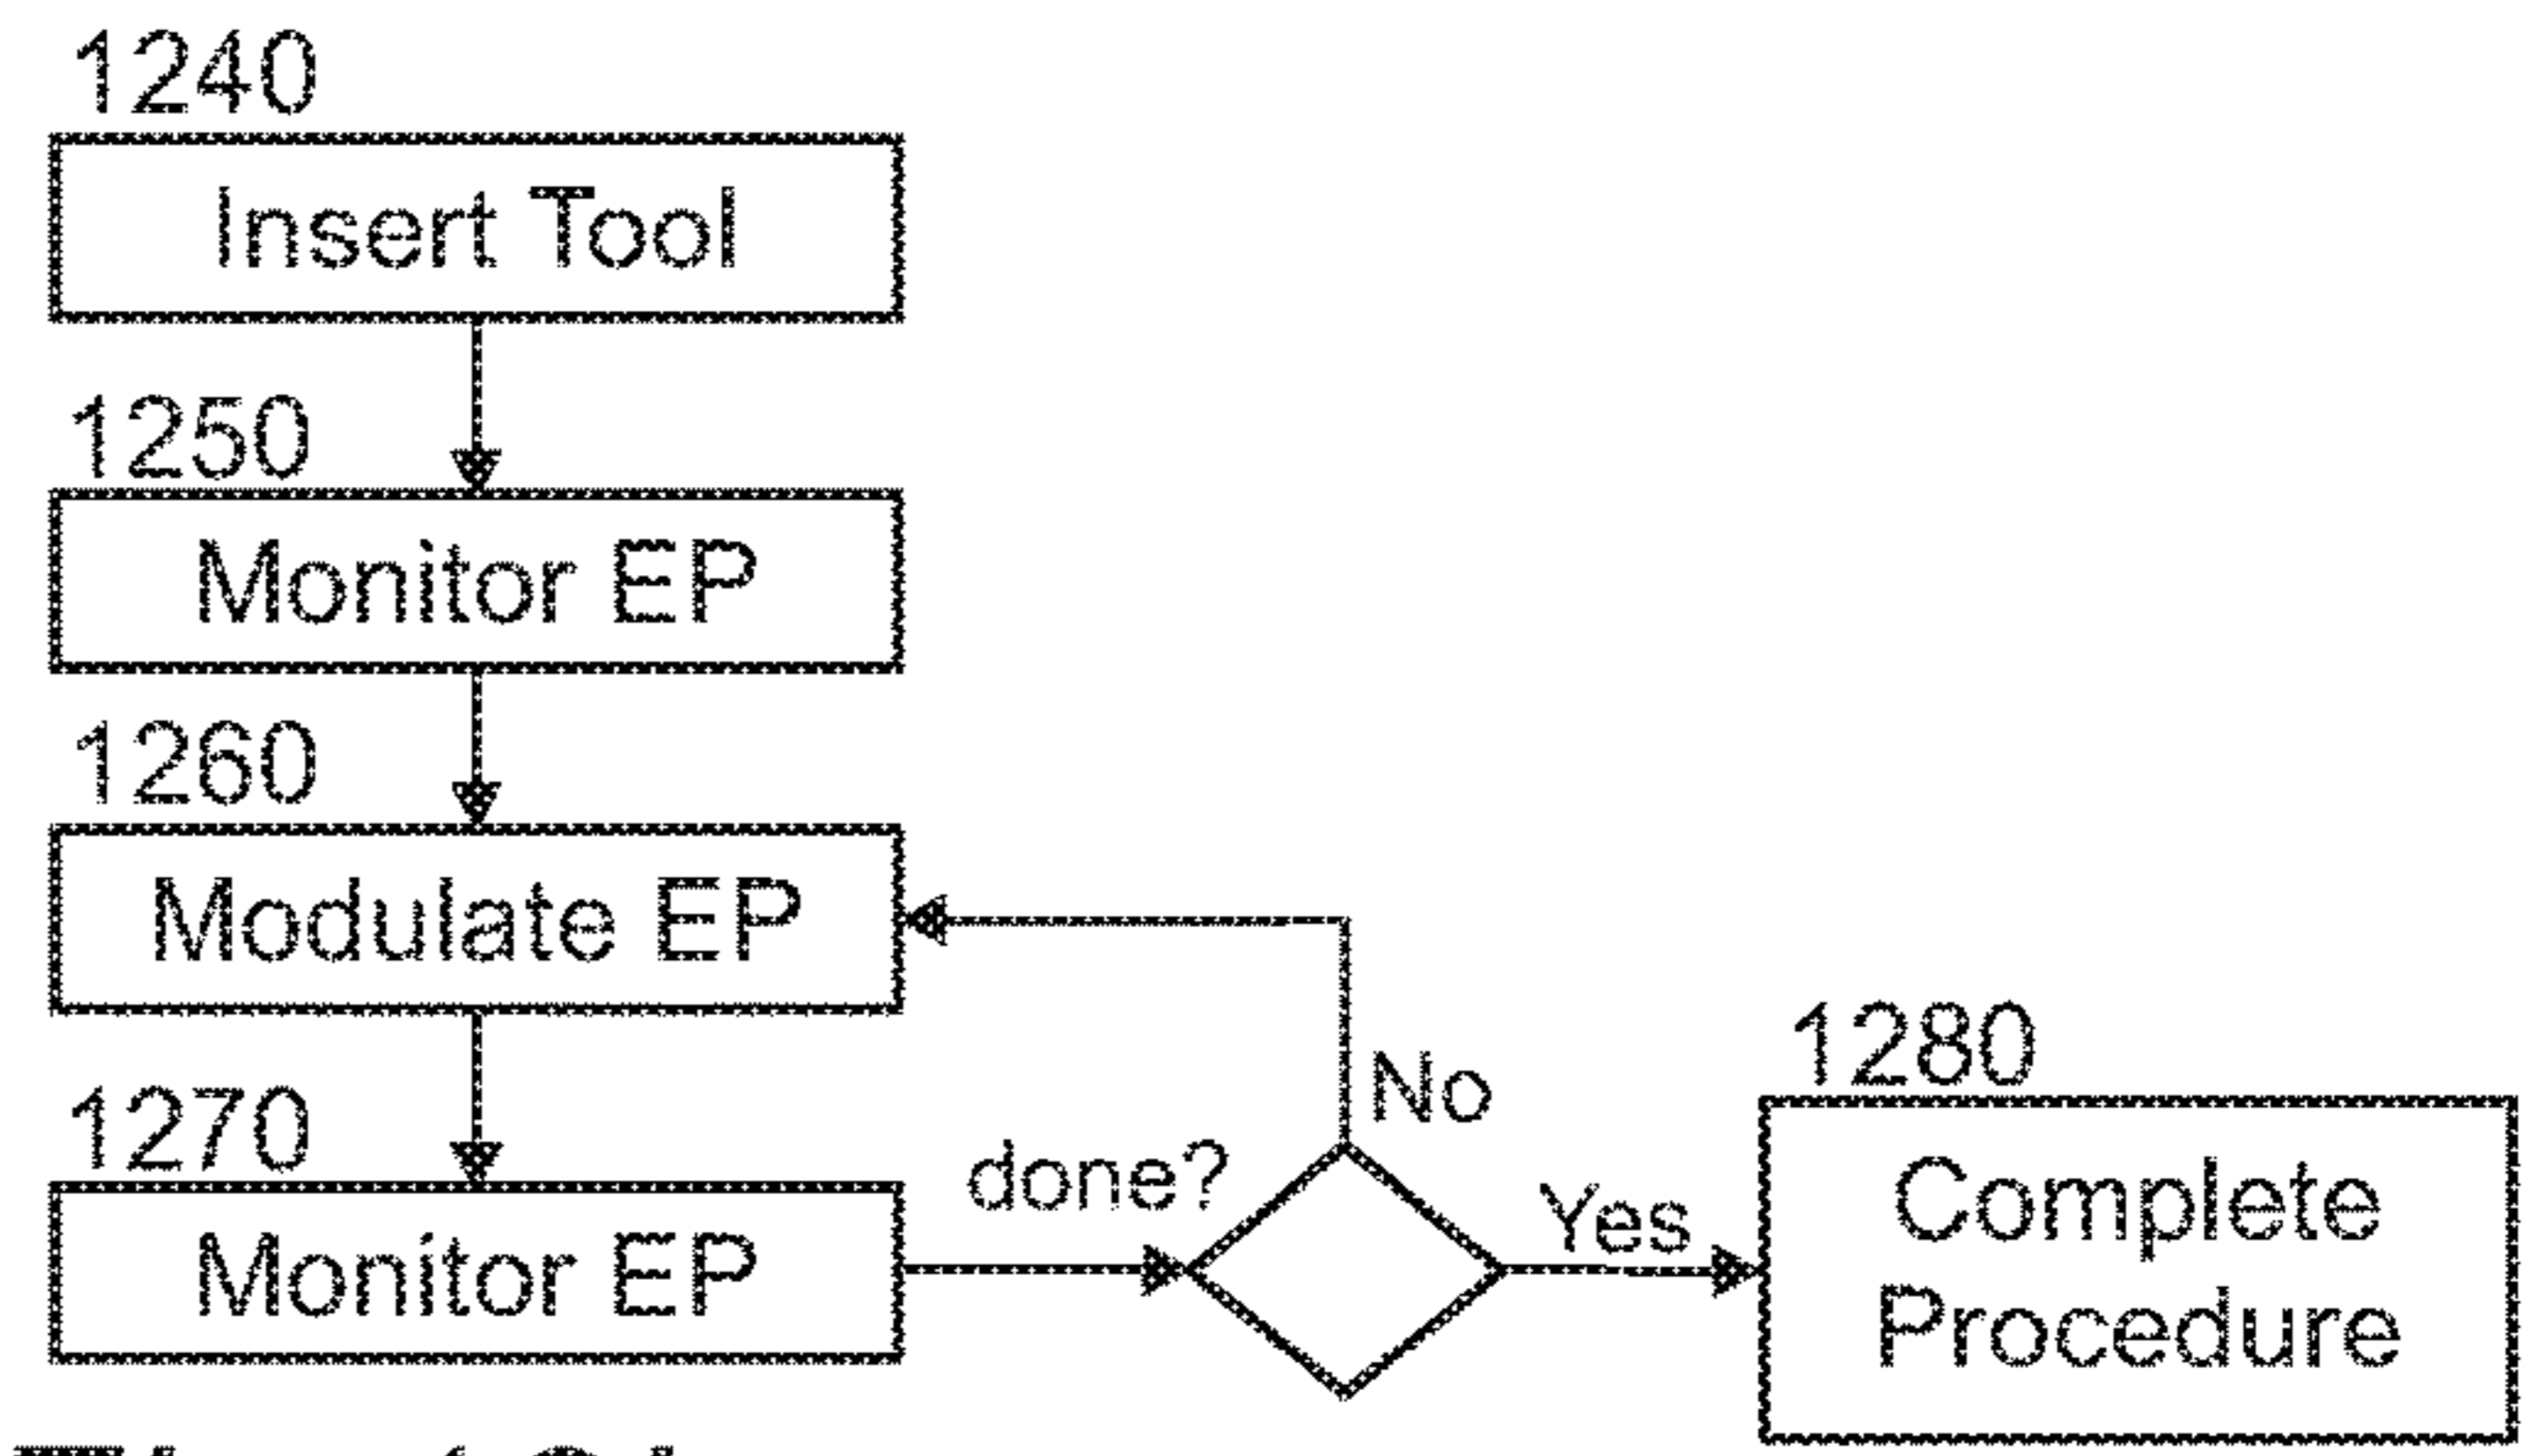 1240
Insert Tool
1250
Monitor EP
1260
Modulate EP
1270
Monitor EP
done?
No
Yes
1280
Complete
Procedure